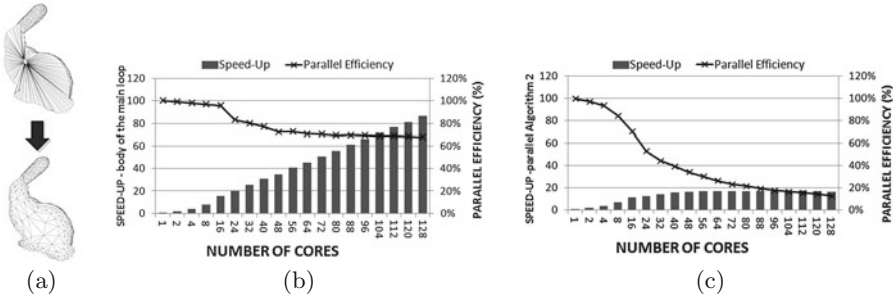 Speed-Up
Parallel Efficiency
SPEED-UP - body of the main loop
120
100
80
60
40
20
0
120%
100%
80%
60%
40%
20%
0%
PARALLEL EFFICIENCY (%)
1 2 4 8 16 24 32 40 48 56 64 72 80 88 96 104 112 120 128
NUMBER OF CORES
Speed-Up
Parallel Efficiency
SPEED-UP -parallel Algorithm 2
120
100
80
60
40
20
0
120%
100%
80%
60%
40%
20%
0%
PARALLEL EFFICIENCY (%)
1 2 4 8 16 24 32 40 48 56 64 72 80 88 96 104 112 120 128
NUMBER OF CORES
(a)
(b)
(c)